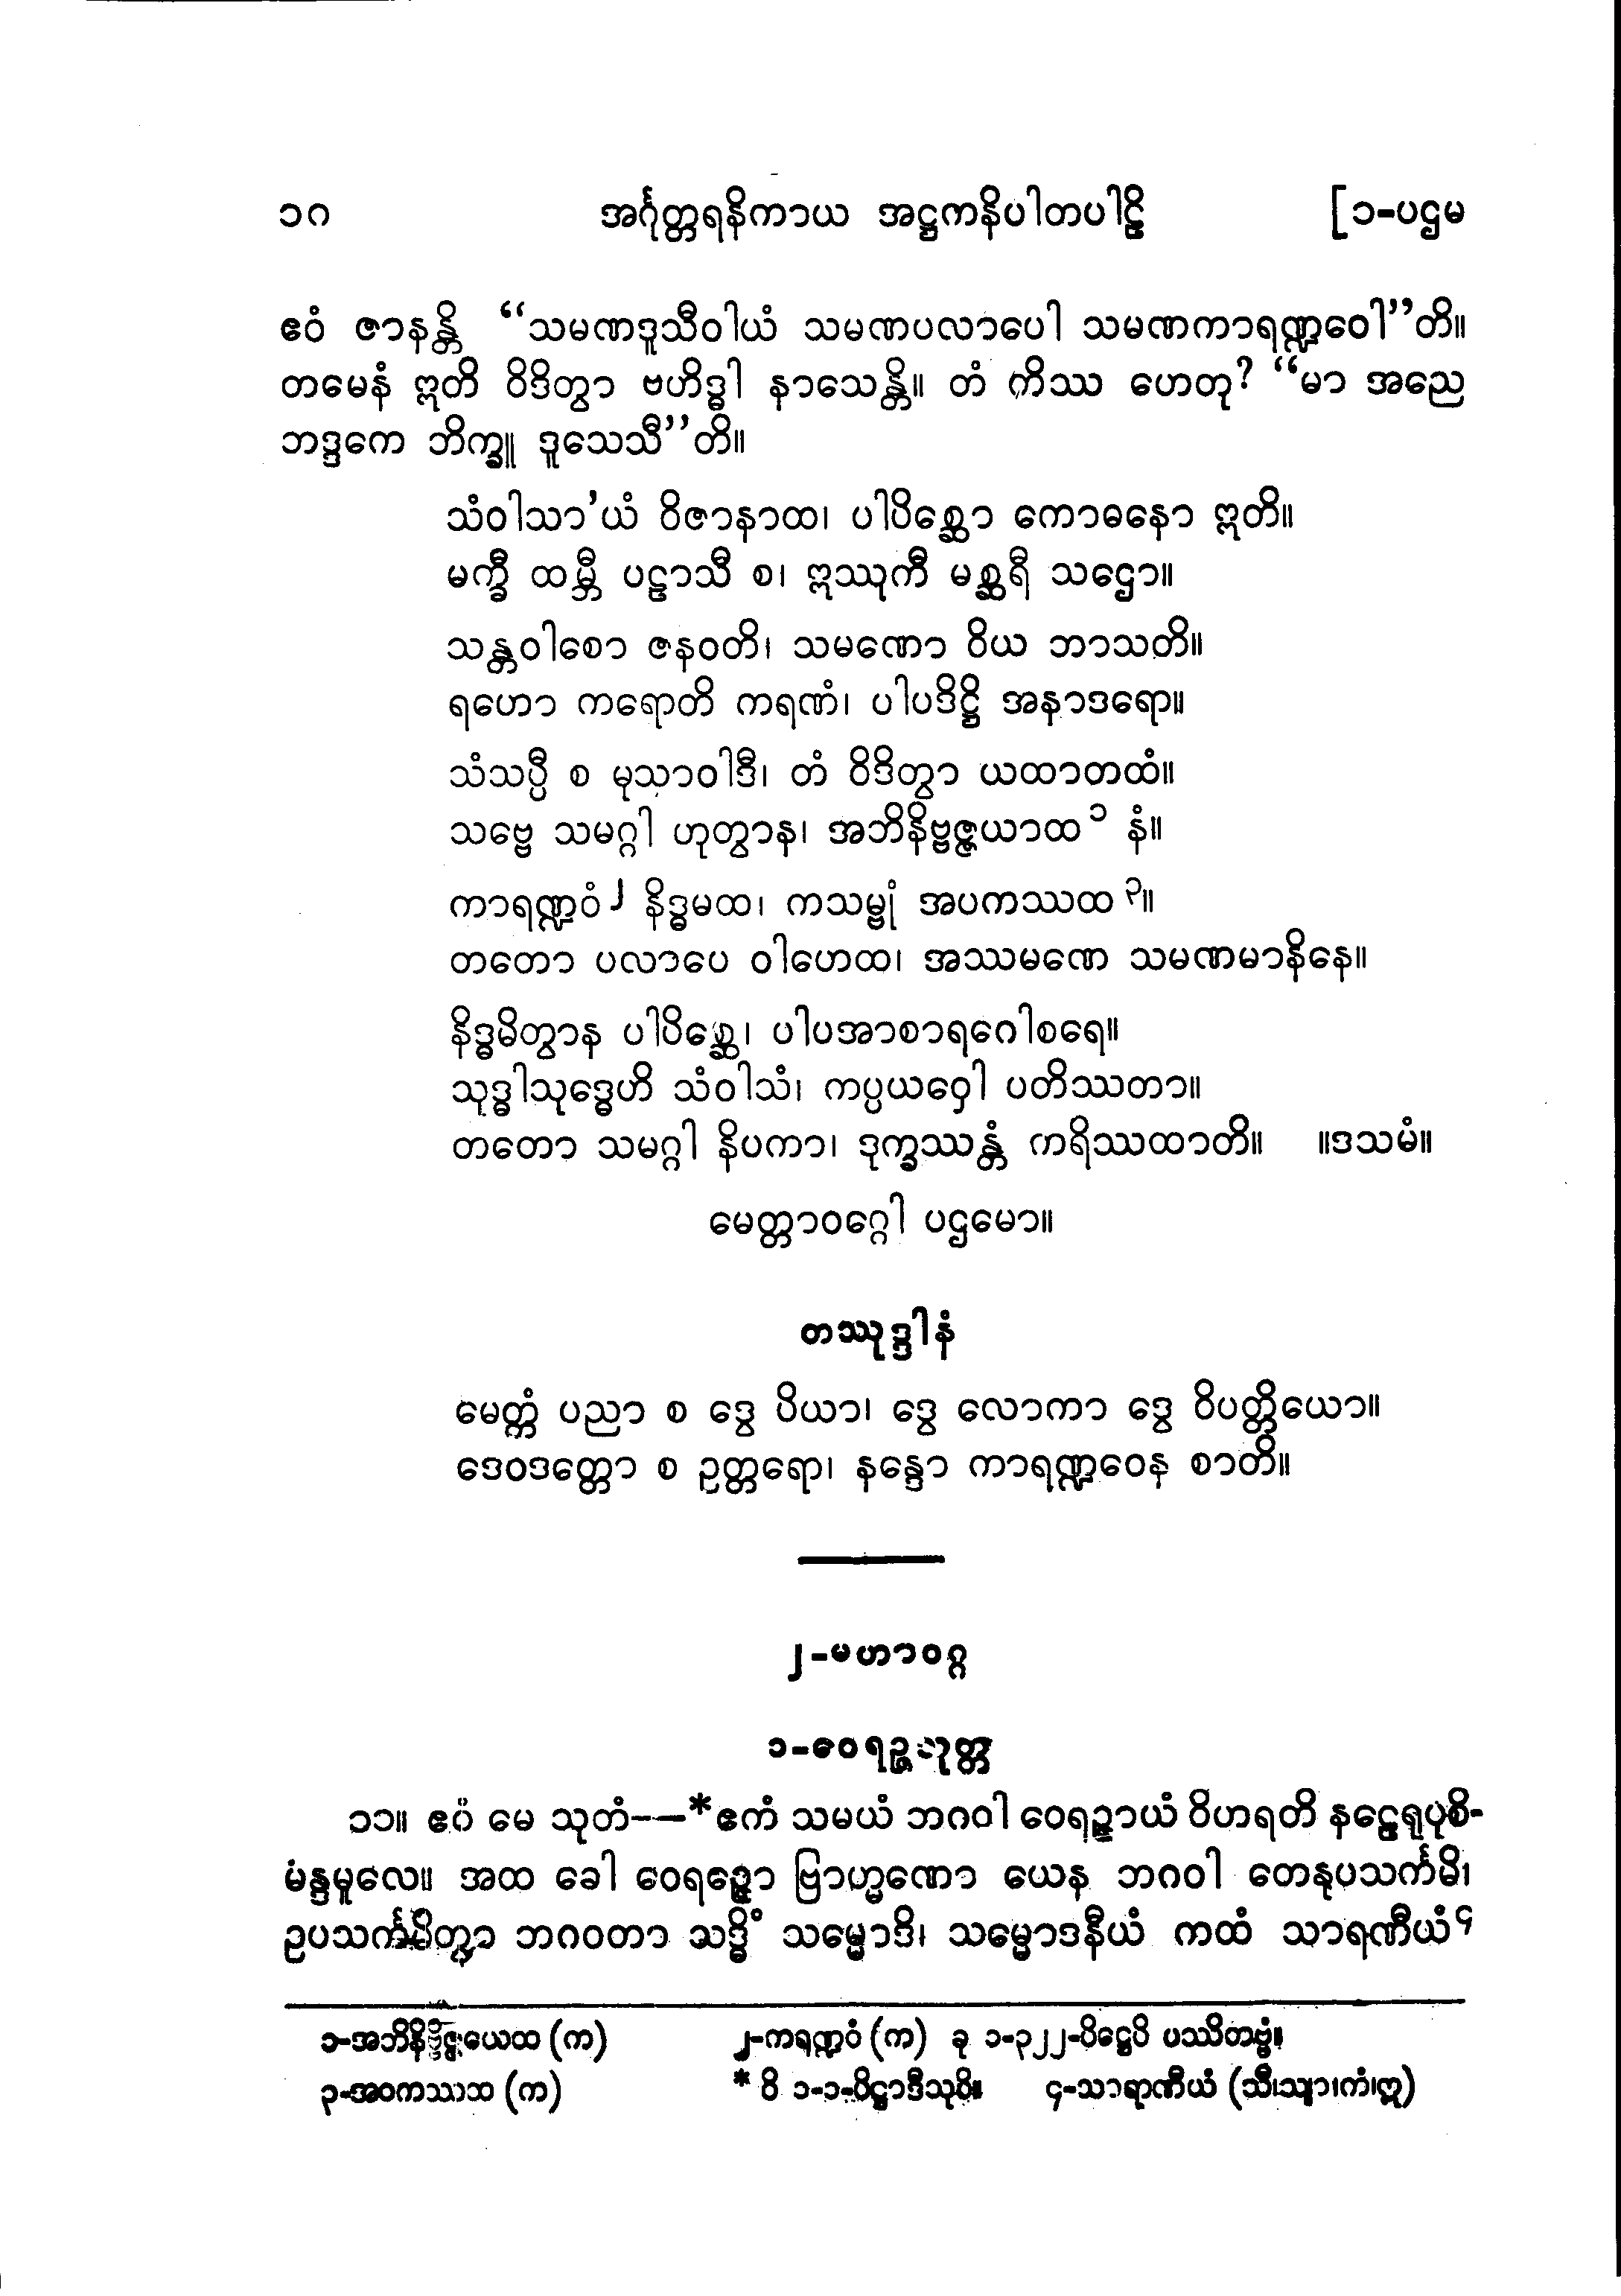 ၁၈ အင်္ဂုတ္တရနိကာယ အဋ္ဌကနိပါတပါဠိ [၁-ပဌမ
ဧဝံ ဇာနန္တိ “သမဏဒူသီဝါယံ သမဏပလာပေါ သမဏကာရဏ္ဍဝေါ”တိ။
တမေနံ ဣတိ ဝိဒိတွာ ဗဟိဒ္ဓါ နာသေန္တိ။ တံ ကိဿ ဟေတု? “မာ အညေ
ဘဒ္ဒကေ ဘိက္ခူ ဒူသေသီ”တိ။
သံဝါသာ’ယံ ဝိဇာနာထ၊ ပါပိစ္ဆော ကောဓနော ဣတိ။
မက္ခီ ထမ္ဘီ ပဠာသီ စ၊ ဣဿုကီ မစ္ဆရီ သဌော။
သန္တဝါစော ဇနဝတိ၊ သမဏော ဝိယ ဘာသတိ။
ရဟော ကရောတိ ကရဏံ၊ ပါပဒိဋ္ဌိ အနာဒရော။
သံသပ္ပီ စ မုသာဝါဒီ၊ တံ ဝိဒိတွာ ယထာတထံ။
သဗ္ဗေ သမဂ္ဂါ ဟုတွာန၊ အဘိနိဗ္ဗဇ္ဇယာထ ၁ နံ။
ကာရဏ္ဍဝံ ၂ နိဒ္ဓမထ၊ ကသမ္ဗုံ အပကဿထ ၃။
တတော ပလာပေ ဝါဟေထ၊ အဿမဏေ သမဏမာနိနေ။
နိဒ္ဓမိတွာန ပါပိစ္ဆေ၊ ပါပအာစာရဂေါစရေ။
သုဒ္ဓါသုဒ္ဓေဟိ သံဝါသံ၊ ကပ္ပယဝှေါ ပတိဿတာ။
တတော သမဂ္ဂါ နိပကာ၊ ဒုက္ခဿန္တံ ကရိဿထာတိ။ ။ဒသမံ။
မေတ္တာဝဂ္ဂေါ ပဌမော။
တဿုဒ္ဒါနံ
မေတ္တံ ပညာ စ ဒွေ ပိယာ၊ ဒွေ လောကာ ဒွေ ဝိပတ္တိယော။
ဒေဝဒတ္တော စ ဥတ္တရော၊ နန္ဒော ကာရဏ္ဍဝေန စာတိ။
၂-မဟာဝဂ္ဂ
၁-ဝေရဉ္ဇသုတ္တ
၁၁။ ဧဝံ မေ သုတံ——*ဧကံ သမယံ ဘဂဝါ ဝေရဉ္ဇာယံ ဝိဟရတိ နဠေရုပုစိ-
မန္ဒမူလေ။ အထ ခေါ ဝေရဉ္ဇော ဗြာဟ္မဏော ယေန ဘဂဝါ တေနုပသင်္ကမိ၊
ဥပသင်္ကမိတွာ ဘဂဝတာ သဒ္ဓိံ သမ္မောဒိ၊ သမ္မောဒနီယံ ကထံ သာရဏီယံ ၄
၁-အဘိနိဗ္ဗိဇ္ဇယေထ (က) ၂-ကရဏ္ဍဝံ (က) ခု ၁-၃၂၂-ပိဋ္ဌေပိ ပဿိတဗ္ဗံ။
၃-အဝကဿထ (က) * ဝိ ၁-၁-ပိဋ္ဌာဒီသုပိ။ ၄-သာရာဏီယံ (သီ၊သျာ၊ကံ၊ဣ)